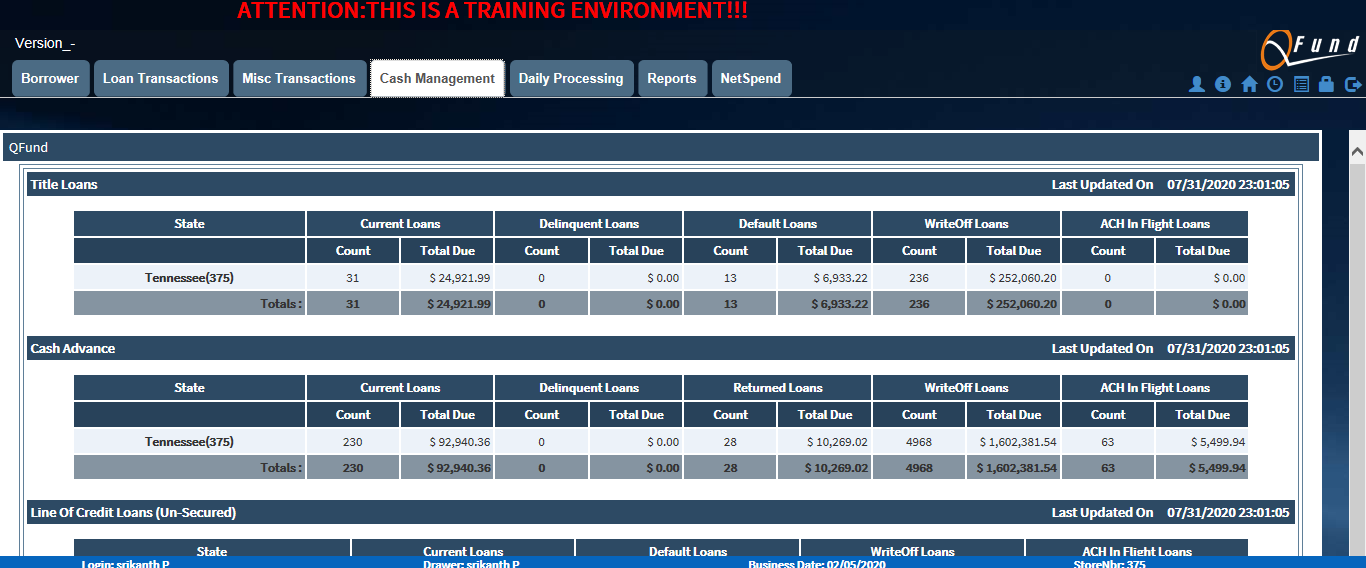 ATTENTION:THIS IS A TRAINING ENVIRONMENT!!!
Version_-
QFund
Borrower Loan Transactions Misc Transactions Cash Management Daily Processing Reports NetSpend
QFund
Title Loans Last Updated On 07/31/2020 23:01:05
State Current Loans Delinquent Loans Default Loans WriteOff Loans ACH In Flight Loans
Count Total Due Count Total Due Count Total Due Count Total Due Count Total Due
Tennessee(375) 31 $ 24,921.99 0 $ 0.00 13 $ 6,933.22 236 $ 252,060.20 0 $ 0.00
Totals : 31 $ 24,921.99 0 $ 0.00 13 $ 6,933.22 236 $ 252,060.20 0 $ 0.00
Cash Advance Last Updated On 07/31/2020 23:01:05
State Current Loans Delinquent Loans Returned Loans WriteOff Loans ACH In Flight Loans
Count Total Due Count Total Due Count Total Due Count Total Due Count Total Due
Tennessee(375) 230 $ 92,940.36 0 $ 0.00 28 $ 10,269.02 4968 $ 1,602,381.54 63 $ 5,499.94
Totals : 230 $ 92,940.36 0 $ 0.00 28 $ 10,269.02 4968 $ 1,602,381.54 63 $ 5,499.94
Line Of Credit Loans (Un-Secured) Last Updated On 07/31/2020 23:01:05
State Current Loans Default Loans WriteOff Loans ACH In Flight Loans
Login: srikanth P Drawer: srikanth P Business Date: 02/05/2020 StoreNbr: 375